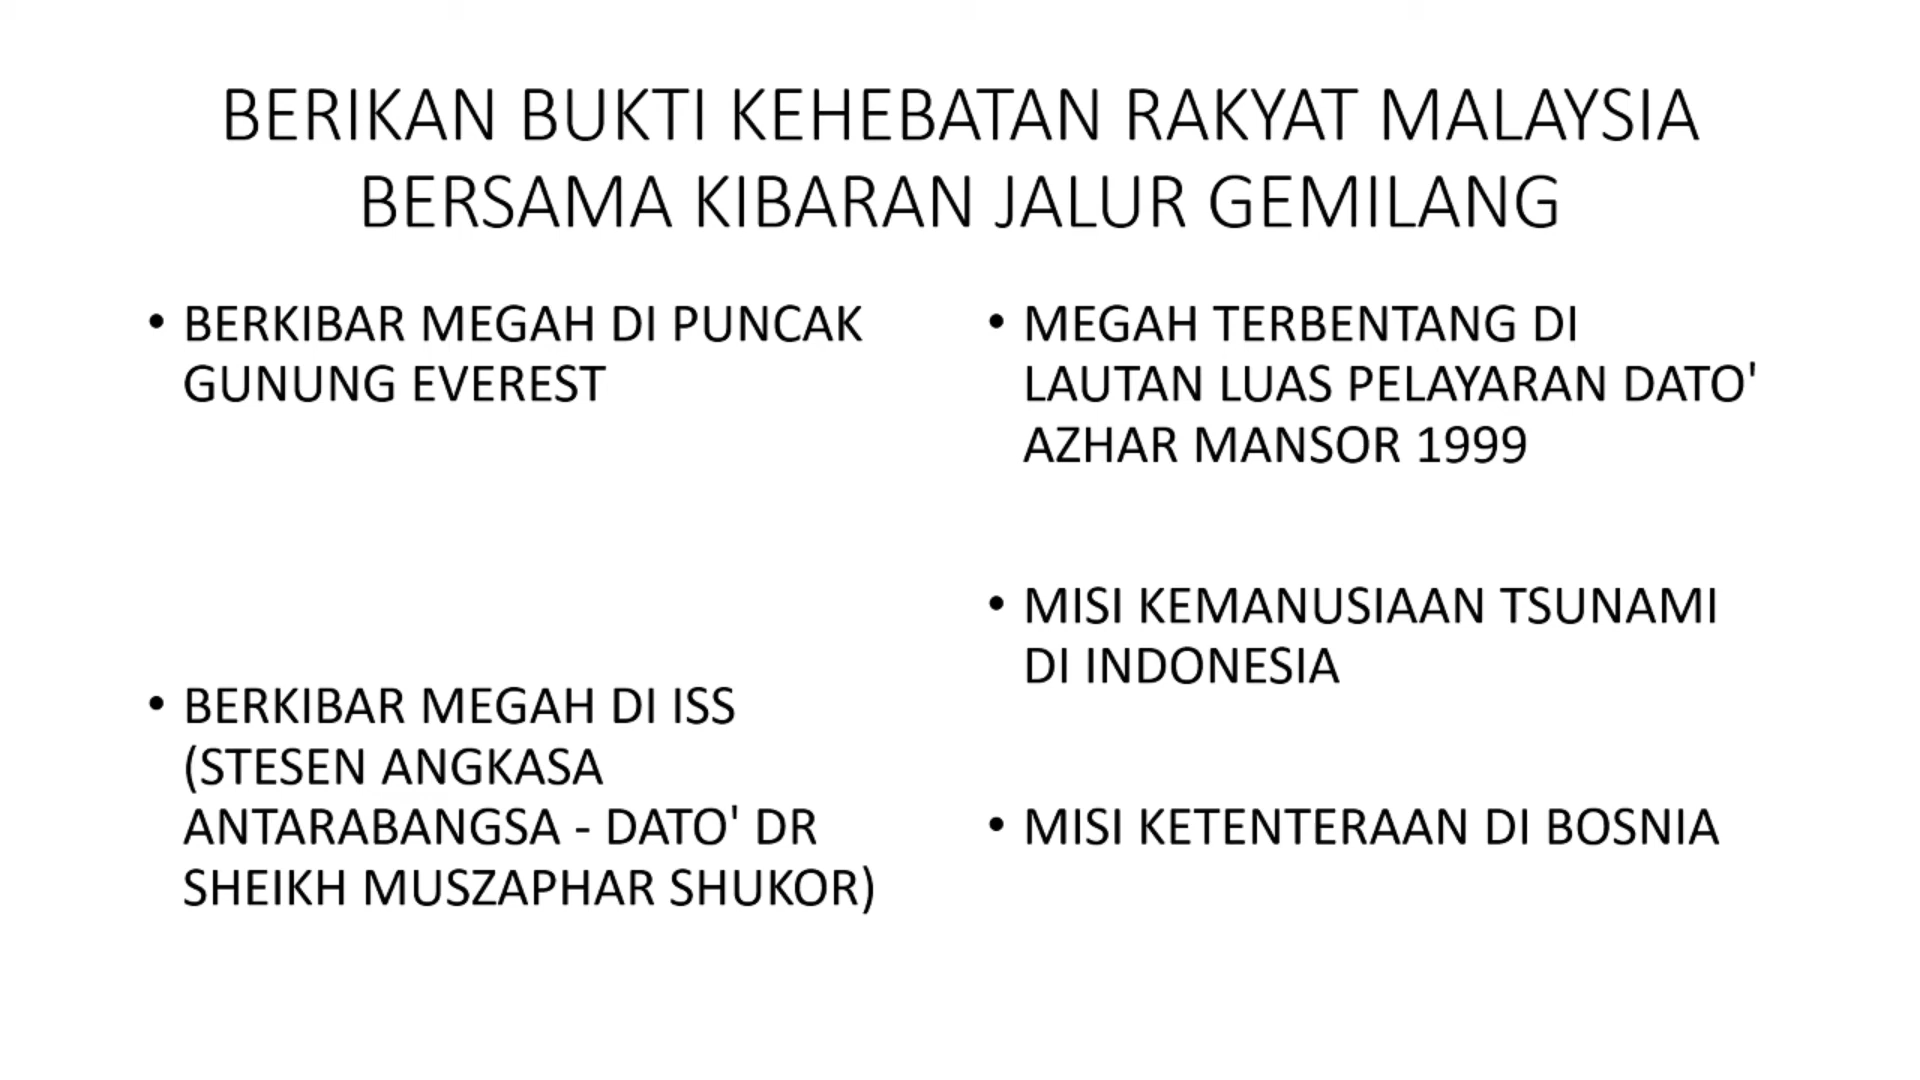 BERIKAN BUKTI KEHEBATAN RAKYAT MALAYSIA
BERSAMA KIBARAN JALUR GEMILANG
• BERKIBAR MEGAH DI PUNCAK
GUNUNG EVEREST
• BERKIBAR MEGAH DI ISS
(STESEN ANGKASA
ANTARABANGSA - DATO' DR
SHEIKH MUSZAPHAR SHUKOR)
• MEGAH TERBENTANG DI
LAUTAN LUAS PELAYARAN DATO'
AZHAR MANSOR 1999
• MISI KEMANUSIAAN TSUNAMI
DI INDONESIA
• MISI KETENTERAAN DI BOSNIA